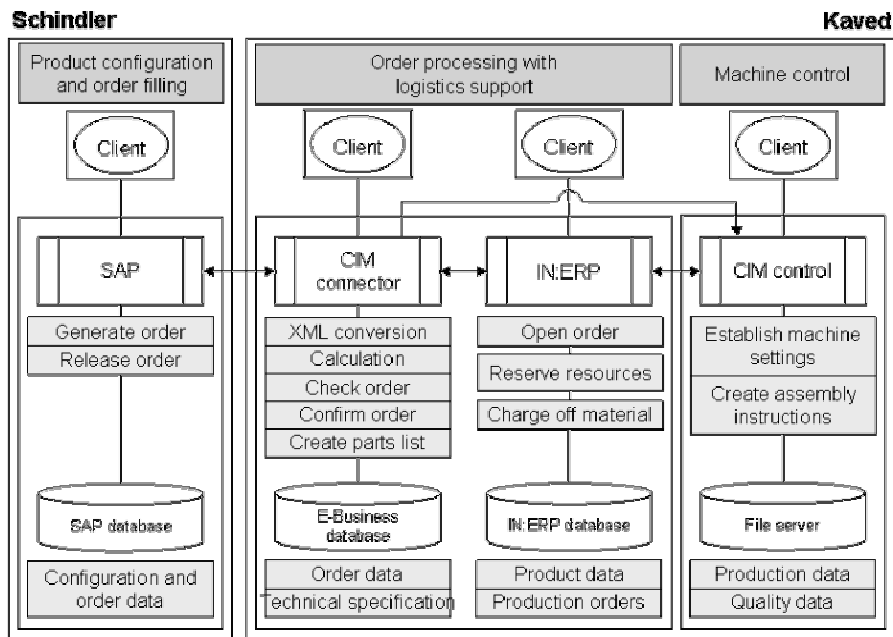 Schindler
Kaved
Product configuration
and order filling
Order processing with
logistics support
Machine control
Client
Client
Client
Client
SAP
CIM
connector
IN:ERP
CIM control
Generate order
Release order
XML conversion
Calculation
Check order
Confirm order
Create parts list
Open order
Reserve resources
Charge off material
Establish machine
settings
Create assembly
instructions
SAP database
E-Business
database
IN:ERP database
File server
Configuration and
order data
Order data
Technical specification
Product data
Production orders
Production data
Quality data